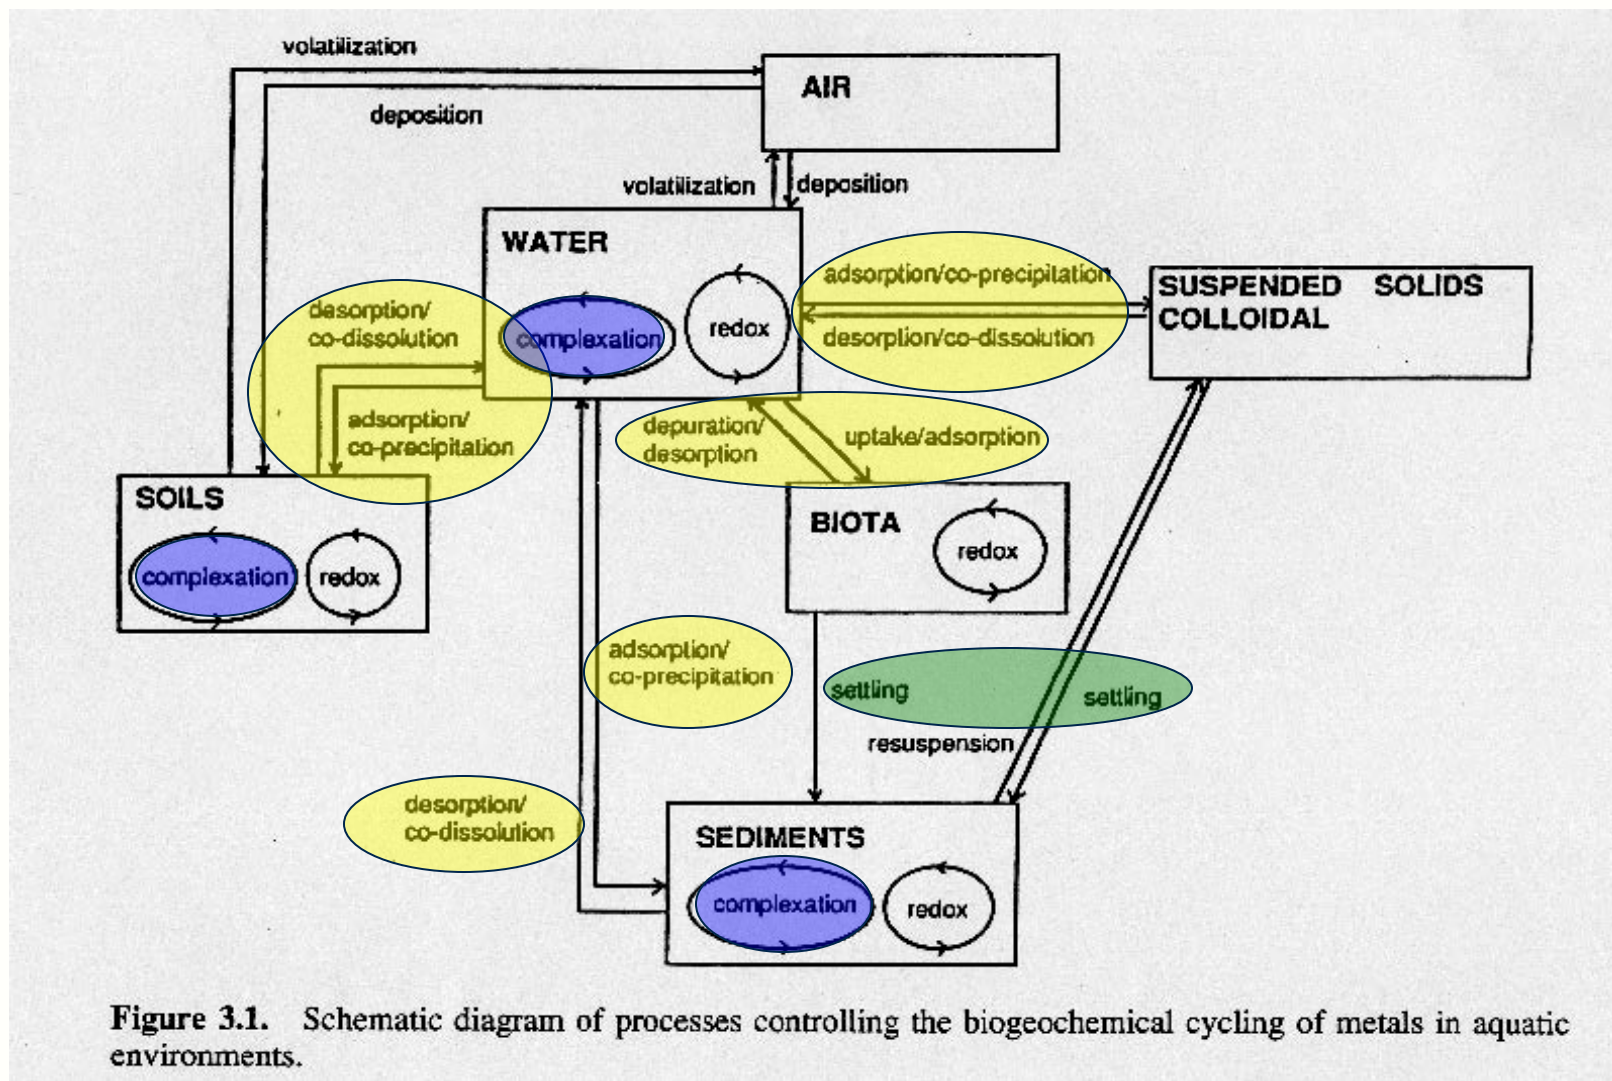 volatilization
AIR
deposition
volatilization
deposition
WATER
adsorption/co-precipitation
SUSPENDED SOLIDS
COLLOIDAL
desorption/
co-dissolution
complexation
redox
desorption/co-dissolution
adsorption/
co-precipitation
depuration/
desorption
uptake/adsorption
SOILS
complexation
redox
BIOTA
redox
adsorption/
co-precipitation
settling
settling
resuspension
desorption/
co-dissolution
SEDIMENTS
complexation
redox
Figure 3.1. Schematic diagram of processes controlling the biogeochemical cycling of metals in aquatic
environments.